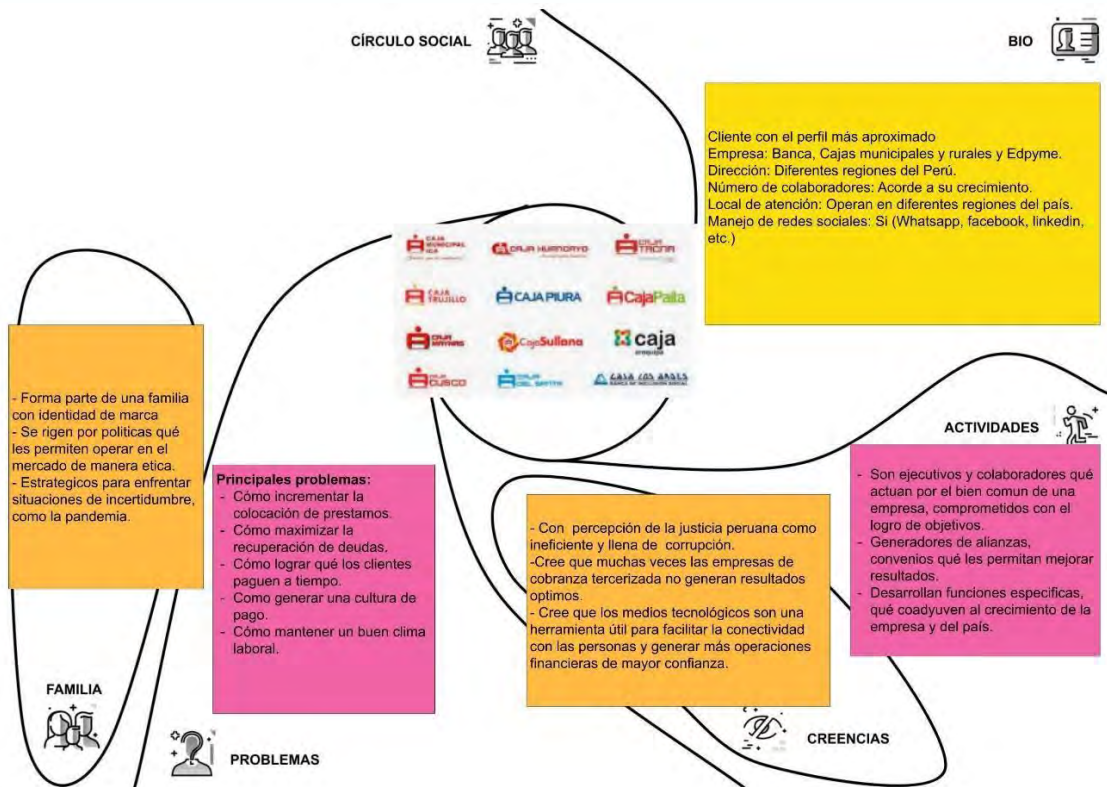 CÍRCULO SOCIAL
BIO
Cliente con el perfil más aproximado
Empresa: Banca, Cajas municipales y rurales y Edpyme.
Dirección: Diferentes regiones del Perú.
Número de colaboradores: Acorde a su crecimiento.
Local de atención: Operan en diferentes regiones del país.
Manejo de redes sociales: Si (Whatsapp, facebook, linkedin,
etc.)
CAJA MUNICIPAL ICA
CAJA HUANCAYO
CAJA TACNA
CAJA TRUJILLO
CAJA PIURA
CajaPaita
CAJA MAYNAS
CajaSullana
caja arequipa
CAJA CUSCO
CAJA DEL SANTA
CAJA LOS ANDES
BANCA DE INCLUSIÓN SOCIAL
- Forma parte de una familia
con identidad de marca
- Se rigen por politicas qué
les permiten operar en el
mercado de manera etica.
- Estrategicos para enfrentar
situaciones de incertidumbre,
como la pandemia.
FAMILIA
Principales problemas:
- Cómo incrementar la
colocación de prestamos.
- Cómo maximizar la
recuperación de deudas.
- Cómo lograr qué los clientes
paguen a tiempo.
- Como generar una cultura de
pago.
- Cómo mantener un buen clima
laboral.
PROBLEMAS
- Con percepción de la justicia peruana como
ineficiente y llena de corrupción.
-Cree que muchas veces las empresas de
cobranza tercerizada no generan resultados
optimos.
- Cree que los medios tecnológicos son una
herramienta útil para facilitar la conectividad
con las personas y generar más operaciones
financieras de mayor confianza.
CREENCIAS
ACTIVIDADES
- Son ejecutivos y colaboradores qué
actuan por el bien comun de una
empresa, comprometidos con el
logro de objetivos.
- Generadores de alianzas,
convenios qué les permitan mejorar
resultados.
- Desarrollan funciones especificas,
qué coadyuven al crecimiento de la
empresa y del país.